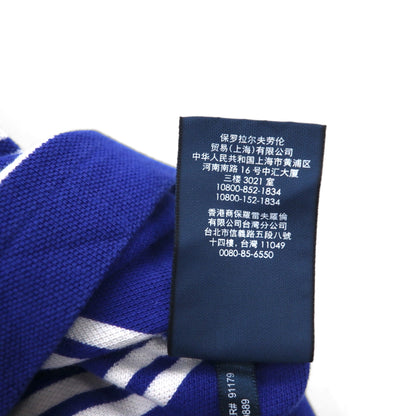 保罗拉尔夫劳伦
贸易(上海)有限公司
中华人民共和国上海市黄浦区
河南南路 16 号中汇大厦
三楼 3021 室
10800-852-1834
10800-152-1834
香港商保羅雷夫羅倫
有限公司台灣分公司
台北市信義路五段八十
十四樓, 台灣 11049
0080-85-6550
R# 91179
9889